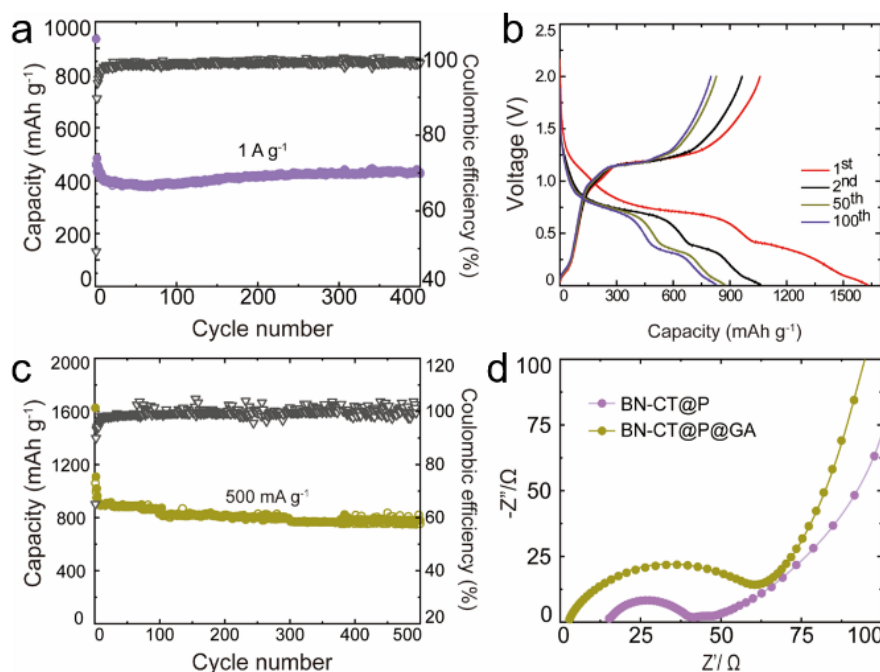 a
1000
800
600
400
200
0
Capacity (mAh g⁻¹)
1 A g⁻¹
100
80
60
40
Coulombic efficiency (%)
0 100 200 300 400
Cycle number
b
2.5
2.0
1.5
1.2
0.5
0
Voltage (V)
1st
2nd
50th
100th
0 300 600 900 1200 1500
Capacity (mAh g⁻¹)
c
2000
1600
1200
800
400
0
Capacity (mAh g⁻¹)
500 mA g⁻¹
120
100
80
60
40
20
Coulombic efficiency (%)
0 100 200 300 400 500
Cycle number
d
100
75
50
25
0
-Z''/Ω
BN-CT@P
BN-CT@P@GA
0 25 50 75 100
Z'/ Ω